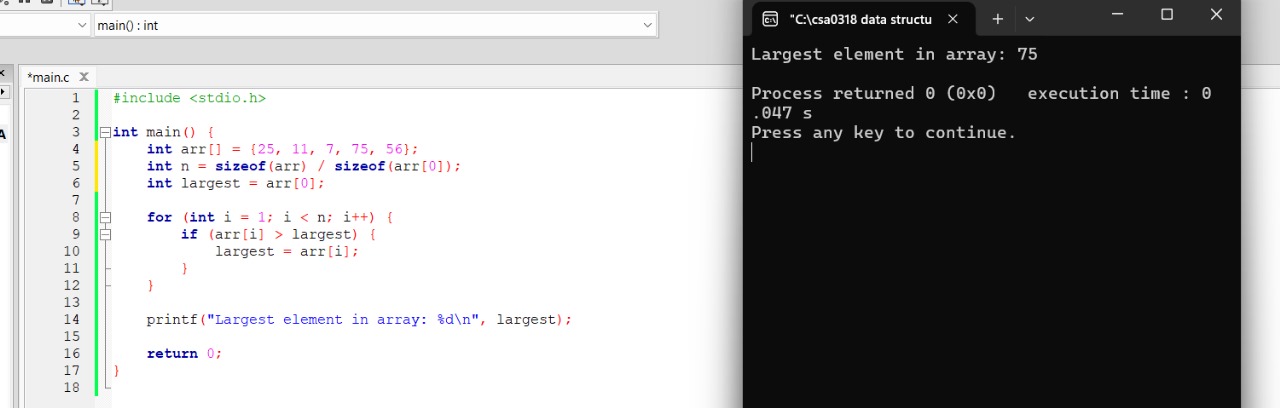 main() : int
*main.c X
1 #include <stdio.h>
2
3 int main() {
4 int arr[] = {25, 11, 7, 75, 56};
5 int n = sizeof(arr) / sizeof(arr[0]);
6 int largest = arr[0];
7
8 for (int i = 1; i < n; i++) {
9 if (arr[i] > largest) {
10 largest = arr[i];
11 }
12 }
13
14 printf("Largest element in array: %d\n", largest);
15
16 return 0;
17 }
18
"C:\csa0318 data structu
Largest element in array: 75
Process returned 0 (0x0)   execution time : 0
.047 s
Press any key to continue.